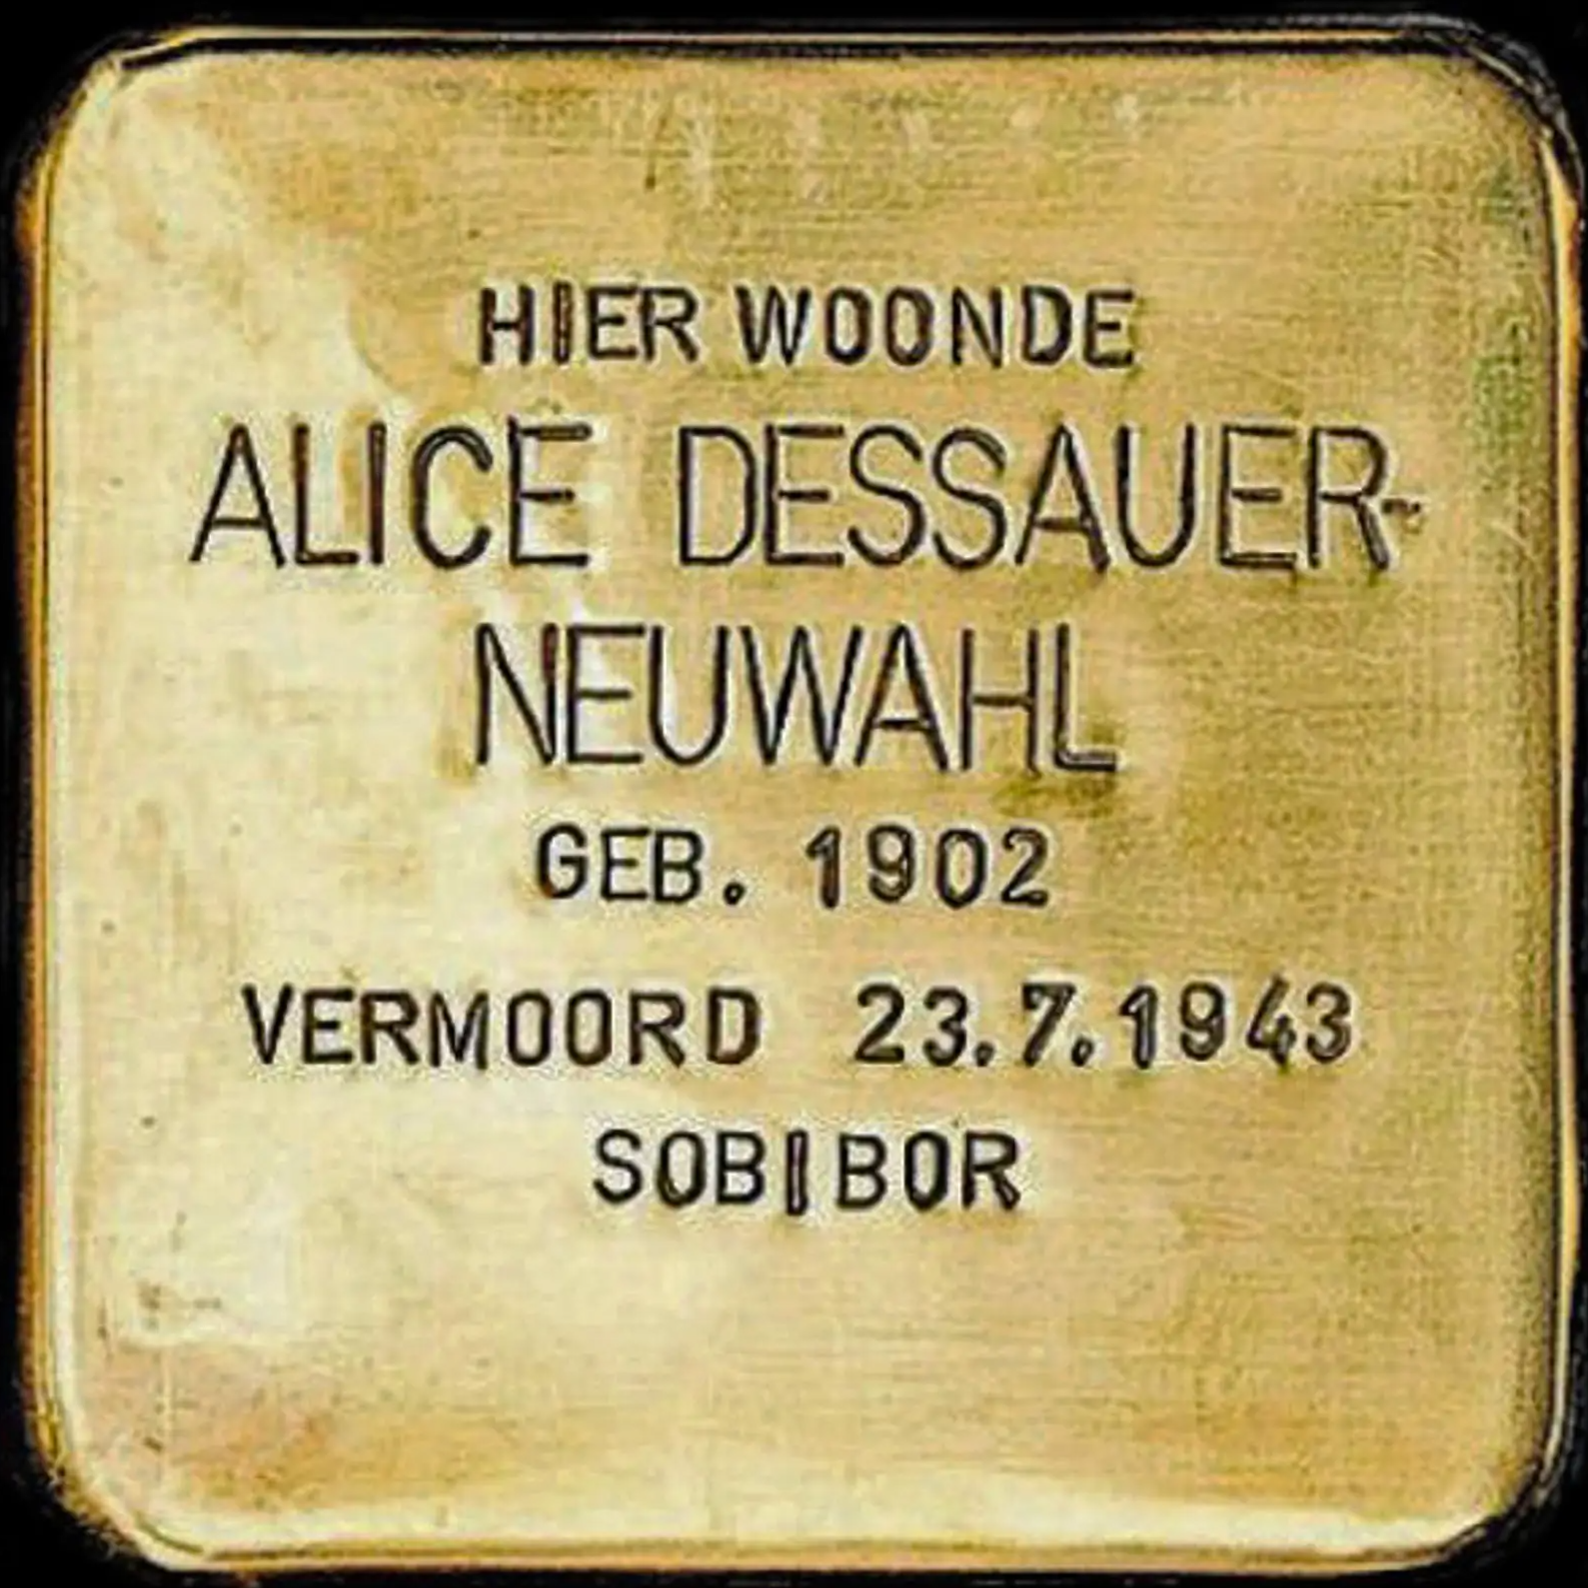 HIER WOONDE
ALICE DESSAUER-
NEUWAHL
GEB. 1902
VERMOORD 23.7.1943
SOBIBOR